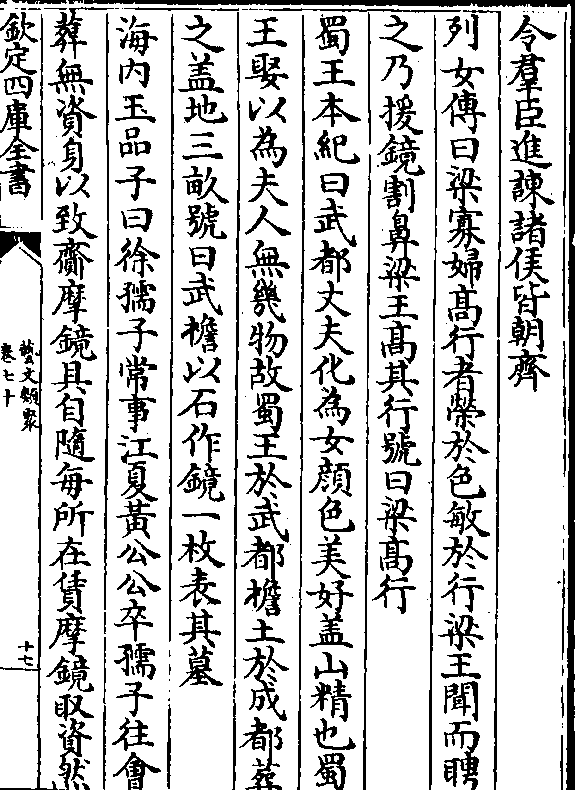 令羣臣進諫諸侯皆朝齊
列女傳曰梁寡婦高行者榮於色敏於行梁王聞而聘
之乃援鏡割鼻梁王高其行號曰梁高行
蜀王本紀曰武都丈夫化為女顔色美好盖山精也蜀
王娶以為夫人無幾物故蜀王於武都檐土於成都葬
之盖地三畝號曰武檐以石作鏡一枚表其墓
海内玉品子曰徐孺子常事江夏黃公公卒孺子往會
葬無資身以致齎摩鏡具自隨每所在賃摩鏡取資然
欽定四庫全書
藝文類聚
卷七十
十七